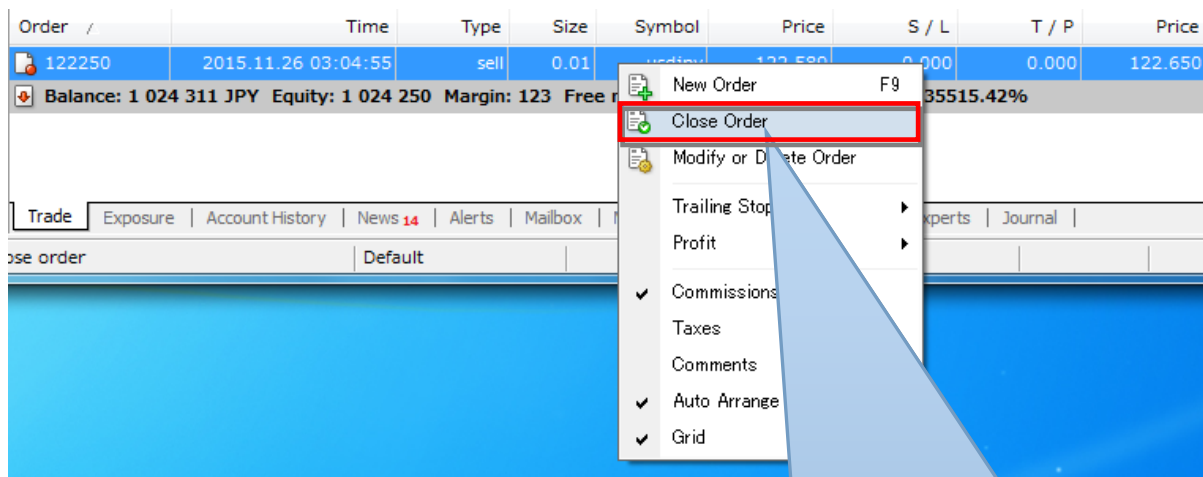 Order / Time Type Size Symbol Price S / L T / P Price
122250 2015.11.26 03:04:55 sell 0.01 usdjpy 122.589 0.000 0.000 122.650
Balance: 1 024 311 JPY Equity: 1 024 250 Margin: 123 Free 35515.42%
New Order F9
Close Order
Modify or Delete Order
Trailing Stop
Profit
Commissions
Taxes
Comments
Auto Arrange
Grid
Trade Exposure | Account History | News 14 | Alerts | Mailbox | xperts | Journal |
ose order Default